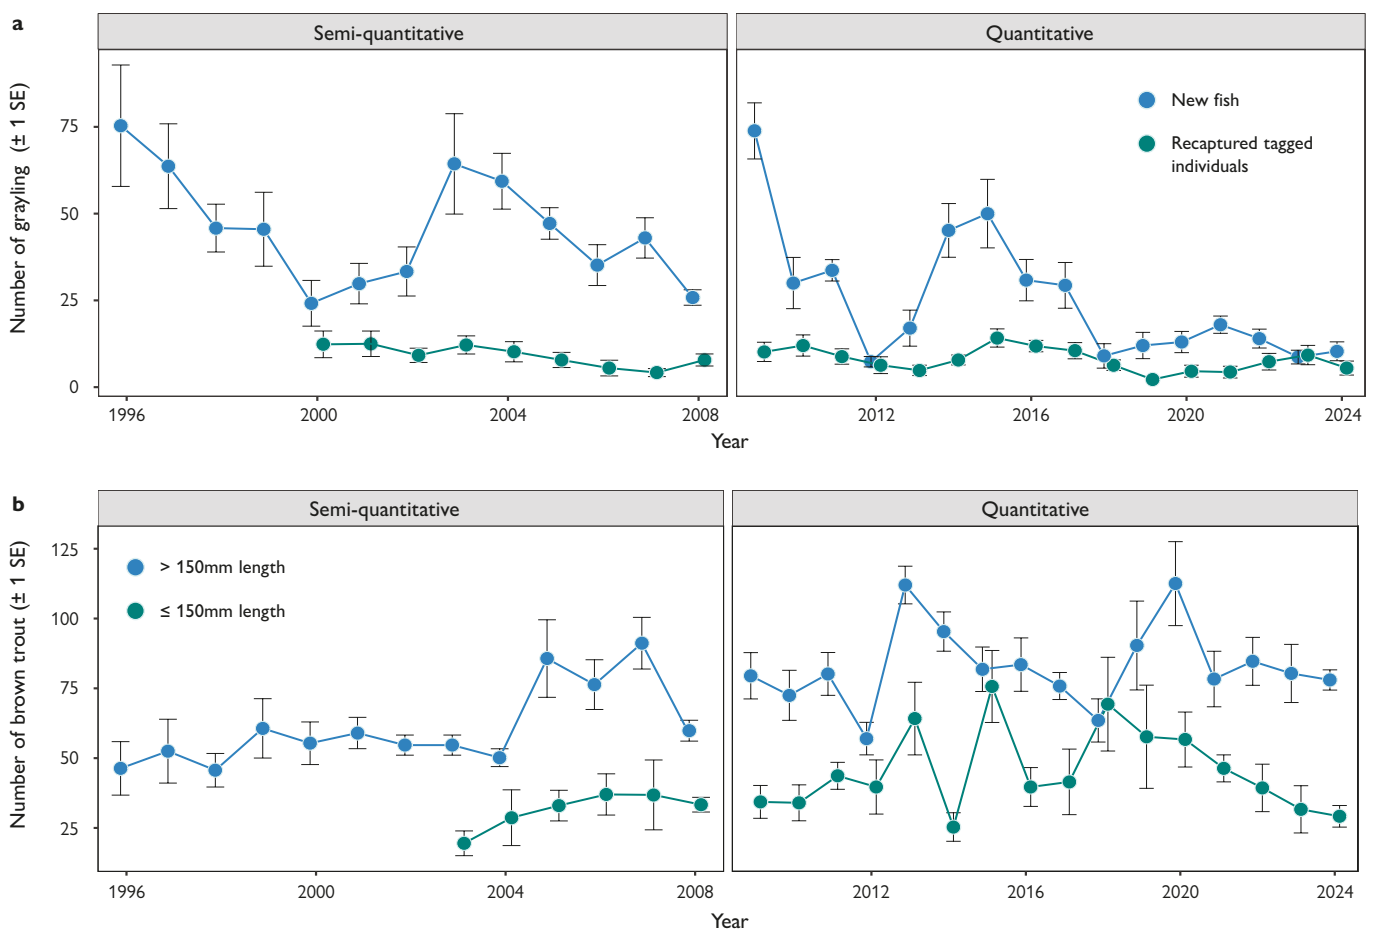 a
Semi-quantitative
Quantitative
Number of grayling (± 1 SE)
75
50
25
0
New fish
Recaptured tagged
individuals
1996
2000
2004
2008
2012
2016
2020
2024
Year
b
Semi-quantitative
Quantitative
Number of brown trout (± 1 SE)
125
100
75
50
25
> 150mm length
≤ 150mm length
1996
2000
2004
2008
2012
2016
2020
2024
Year